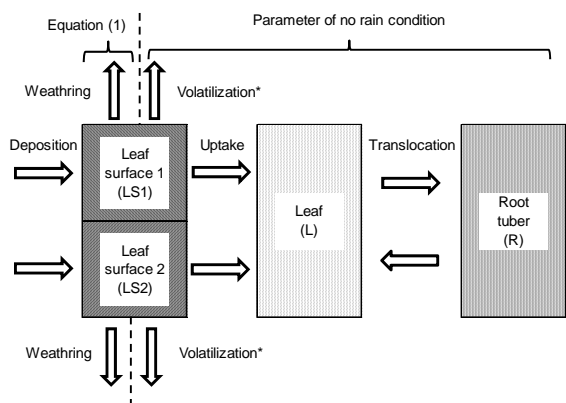 Equation (1)
Parameter of no rain condition
Weathring
Volatilization*
Deposition
Leaf
surface 1
(LS1)
Uptake
Leaf
(L)
Translocation
Root
tuber
(R)
Leaf
surface 2
(LS2)
Weathring
Volatilization*